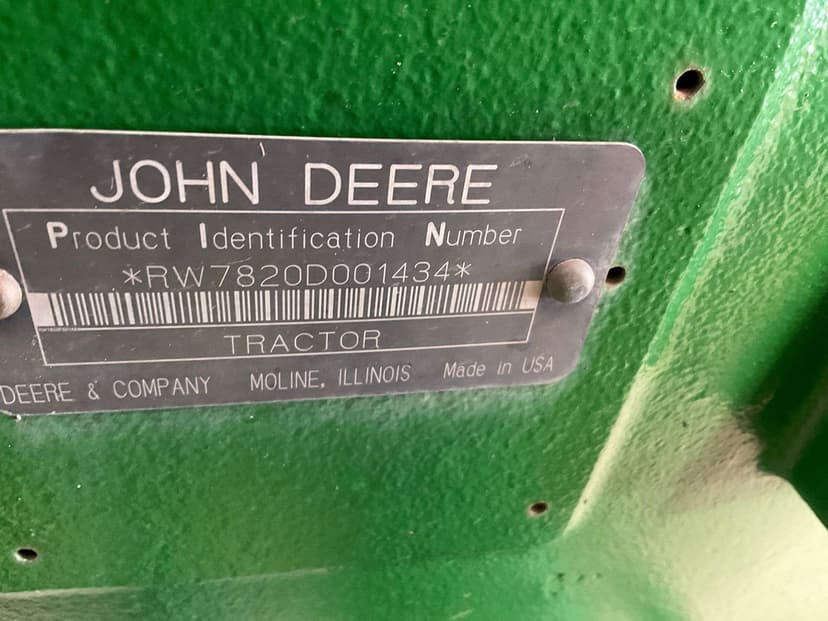 JOHN DEERE
Product Identification Number
*RW7820D001434*
TRACTOR
DEERE & COMPANY MOLINE, ILLINOIS Made in USA